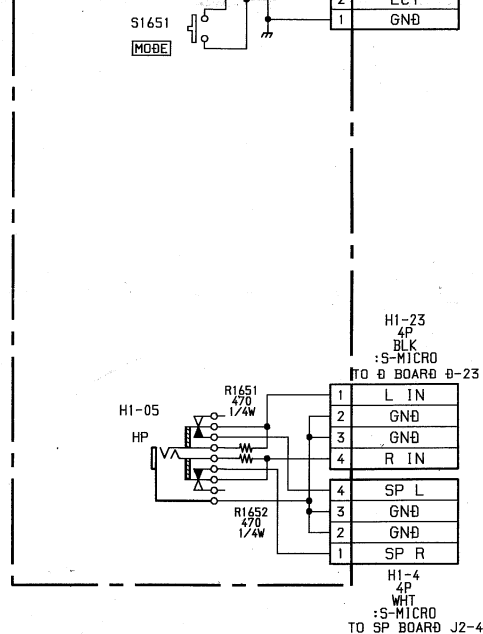 2
S1651
1 GND
MODE
H1-23
4P
BLK
:S-MICRO
TO D BOARD D-23
R1651
470
1/4W
1 L IN
H1-05
2 GND
HP
3 GND
4 R IN
4 SP L
R1652
470
1/4W
3 GND
2 GND
1 SP R
H1-4
4P
WHT
:S-MICRO
TO SP BOARD J2-4